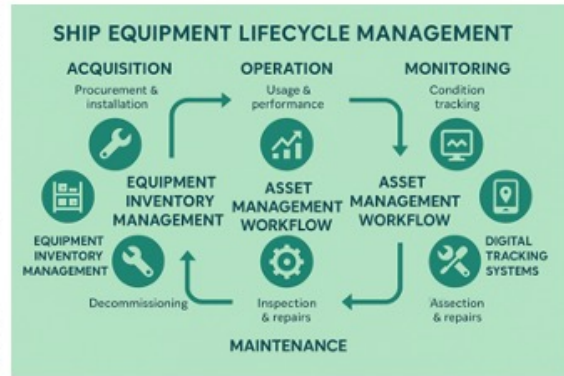 SHIP EQUIPMENT LIFECYCLE MANAGEMENT
ACQUISITION
Procurement &
installation
OPERATION
Usage &
performance
MONITORING
Condition
tracking
EQUIPMENT
INVENTORY
MANAGEMENT
ASSET
MANAGEMENT
WORKFLOW
ASSET
MANAGEMENT
WORKFLOW
EQUIPMENT
INVENTORY
MANAGEMENT
DIGITAL
TRACKING
SYSTEMS
Decommissioning
Inspection
& repairs
Assection
& repairs
MAINTENANCE